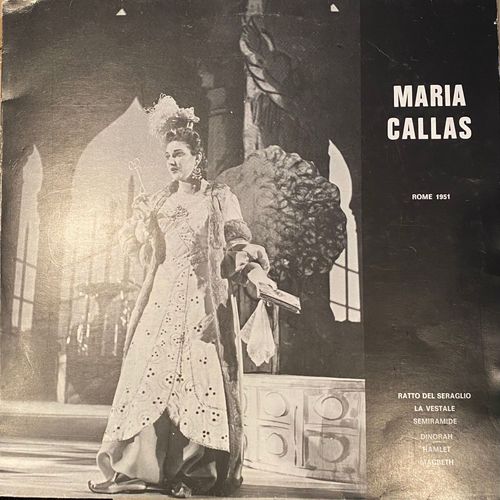 MARIA
CALLAS
ROME 1951
RATTO DEL SERAGLIO
LA VESTALE
SEMIRAMIDE
DINORAH
HAMLET
MACBETH